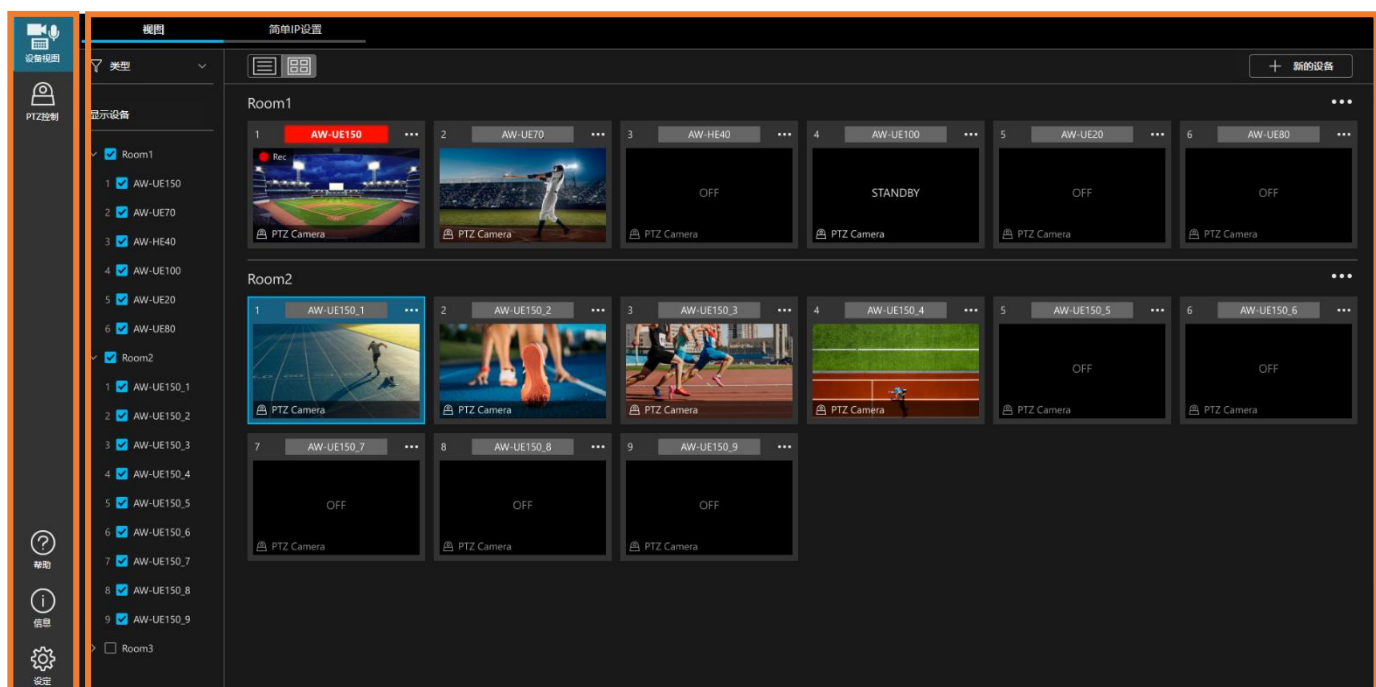 设备视图
PTZ控制
帮助
信息
设定
视图
简单IP设置
类型
新的设备
显示设备
Room1
1 AW-UE150
2 AW-UE70
3 AW-HE40
4 AW-UE100
5 AW-UE20
6 AW-UE80
Room2
1 AW-UE150_1
2 AW-UE150_2
3 AW-UE150_3
4 AW-UE150_4
5 AW-UE150_5
6 AW-UE150_6
7 AW-UE150_7
8 AW-UE150_8
9 AW-UE150_9
Room3
Room1
1 AW-UE150
Rec
PTZ Camera
2 AW-UE70
PTZ Camera
3 AW-HE40
OFF
PTZ Camera
4 AW-UE100
STANDBY
PTZ Camera
5 AW-UE20
OFF
PTZ Camera
6 AW-UE80
OFF
PTZ Camera
Room2
1 AW-UE150_1
PTZ Camera
2 AW-UE150_2
PTZ Camera
3 AW-UE150_3
PTZ Camera
4 AW-UE150_4
PTZ Camera
5 AW-UE150_5
OFF
PTZ Camera
6 AW-UE150_6
OFF
PTZ Camera
7 AW-UE150_7
OFF
PTZ Camera
8 AW-UE150_8
OFF
PTZ Camera
9 AW-UE150_9
OFF
PTZ Camera